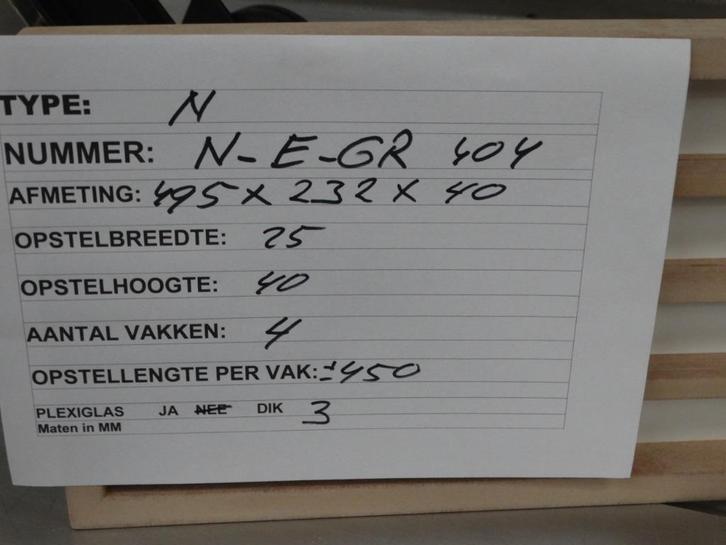 TYPE: N
NUMMER: N-E-GR 404
AFMETING: 495 x 232 x 40
OPSTELBREEDTE: 25
OPSTELHOOGTE: 40
AANTAL VAKKEN: 4
OPSTELLENGTE PER VAK: ±450
PLEXIGLAS JA NEE DIK 3
Maten in MM